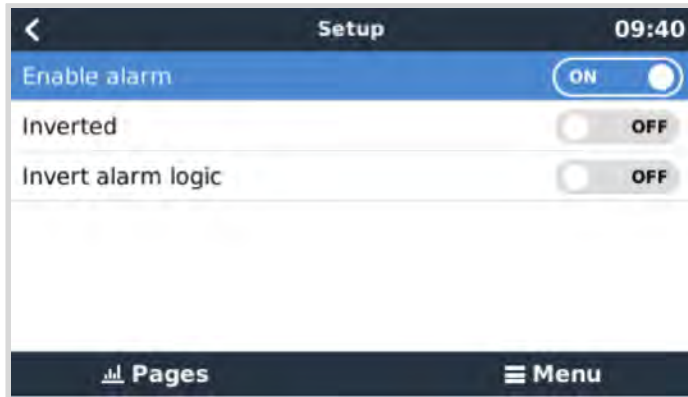 Setup 09:40
Enable alarm ON
Inverted OFF
Invert alarm logic OFF
Pages Menu